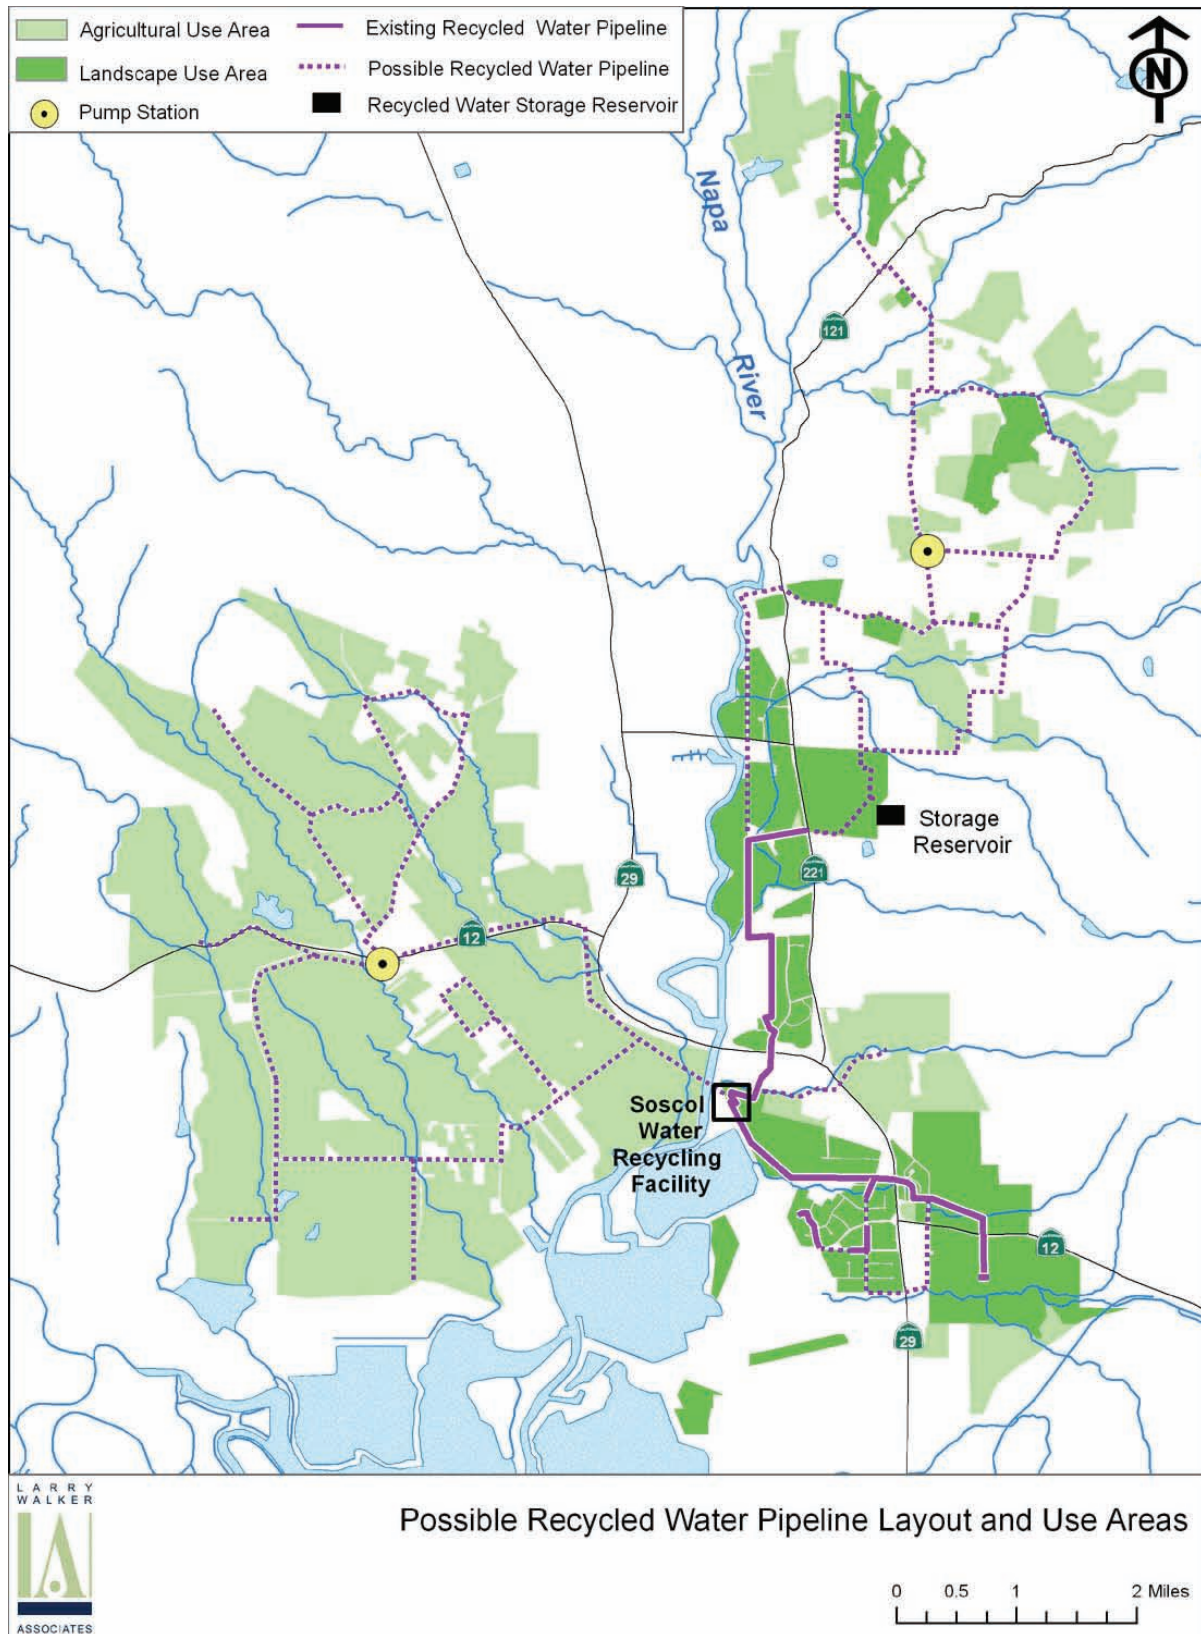 Agricultural Use Area
Landscape Use Area
Pump Station
Existing Recycled Water Pipeline
Possible Recycled Water Pipeline
Recycled Water Storage Reservoir
N
Napa
River
121
Storage
Reservoir
29
221
12
Soscol
Water
Recycling
Facility
12
29
LARRY
WALKER
ASSOCIATES
Possible Recycled Water Pipeline Layout and Use Areas
0 0.5 1 2 Miles